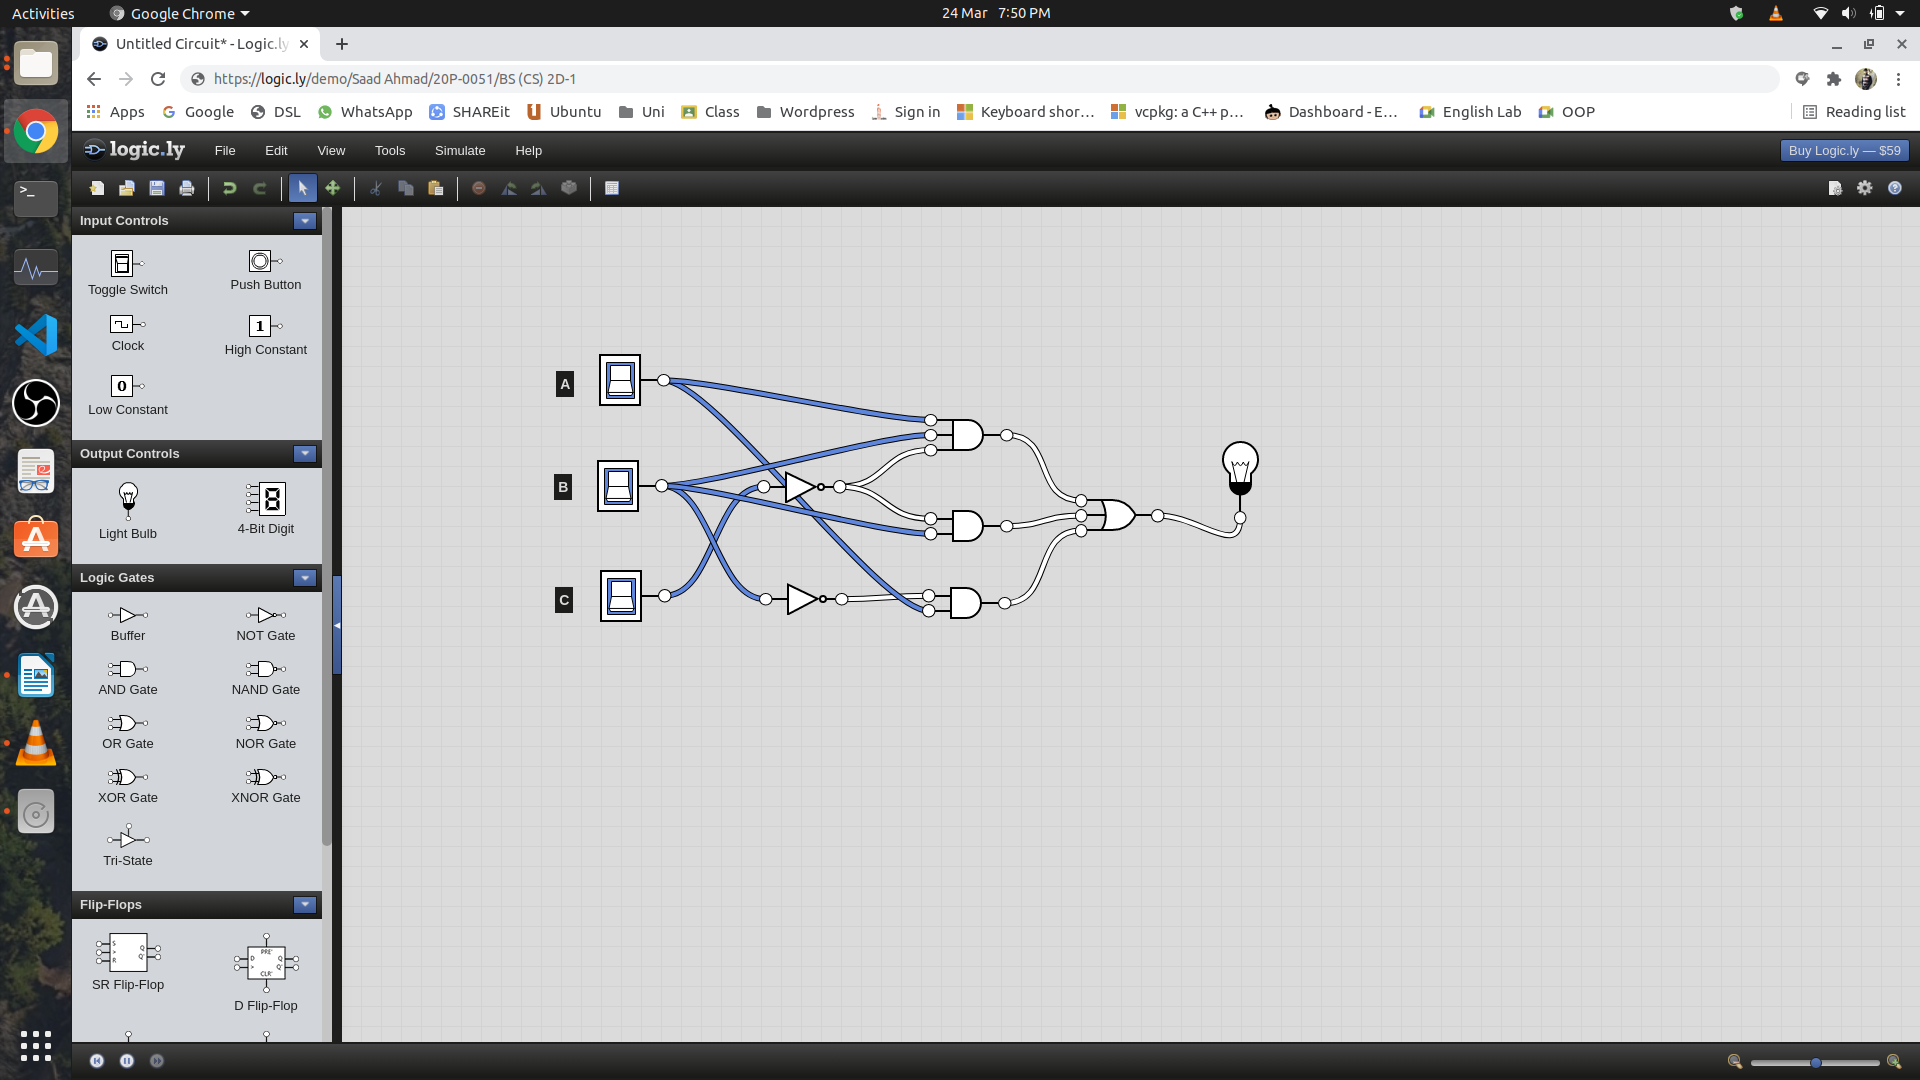 Activities
Google Chrome
24 Mar 7:50 PM
Untitled Circuit* - Logic.ly
https://logic.ly/demo/Saad Ahmad/20P-0051/BS (CS) 2D-1
Apps
Google
DSL
WhatsApp
SHAREit
Ubuntu
Uni
Class
Wordpress
Sign in
Keyboard shor...
vcpkg: a C++ p...
Dashboard - E...
English Lab
OOP
Reading list
logic.ly
File
Edit
View
Tools
Simulate
Help
Buy Logic.ly — $59
Input Controls
Toggle Switch
Push Button
Clock
1
High Constant
0
Low Constant
Output Controls
Light Bulb
8
4-Bit Digit
Logic Gates
Buffer
NOT Gate
AND Gate
NAND Gate
OR Gate
NOR Gate
XOR Gate
XNOR Gate
Tri-State
Flip-Flops
S
>
R
Q
Q'
SR Flip-Flop
PRE'
D
>
Q
Q'
CLR'
D Flip-Flop
A
B
C